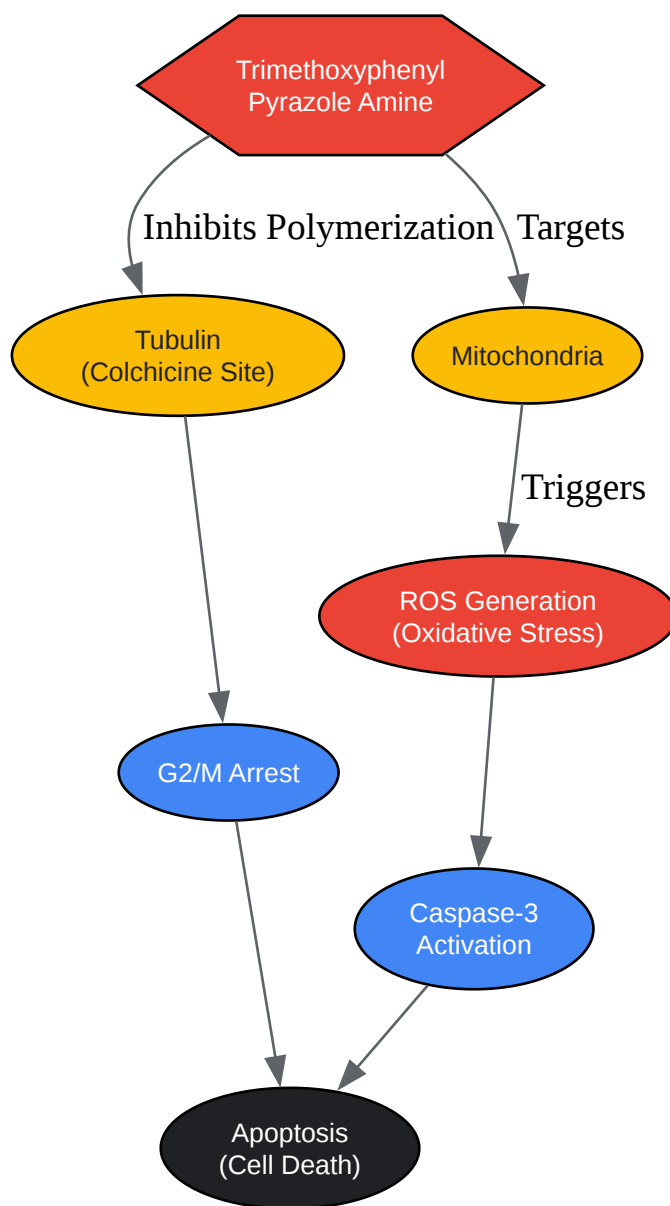 Trimethoxyphenyl
Pyrazole Amine
Inhibits Polymerization
Targets
Tubulin
(Colchicine Site)
Mitochondria
Triggers
ROS Generation
(Oxidative Stress)
G2/M Arrest
Caspase-3
Activation
Apoptosis
(Cell Death)